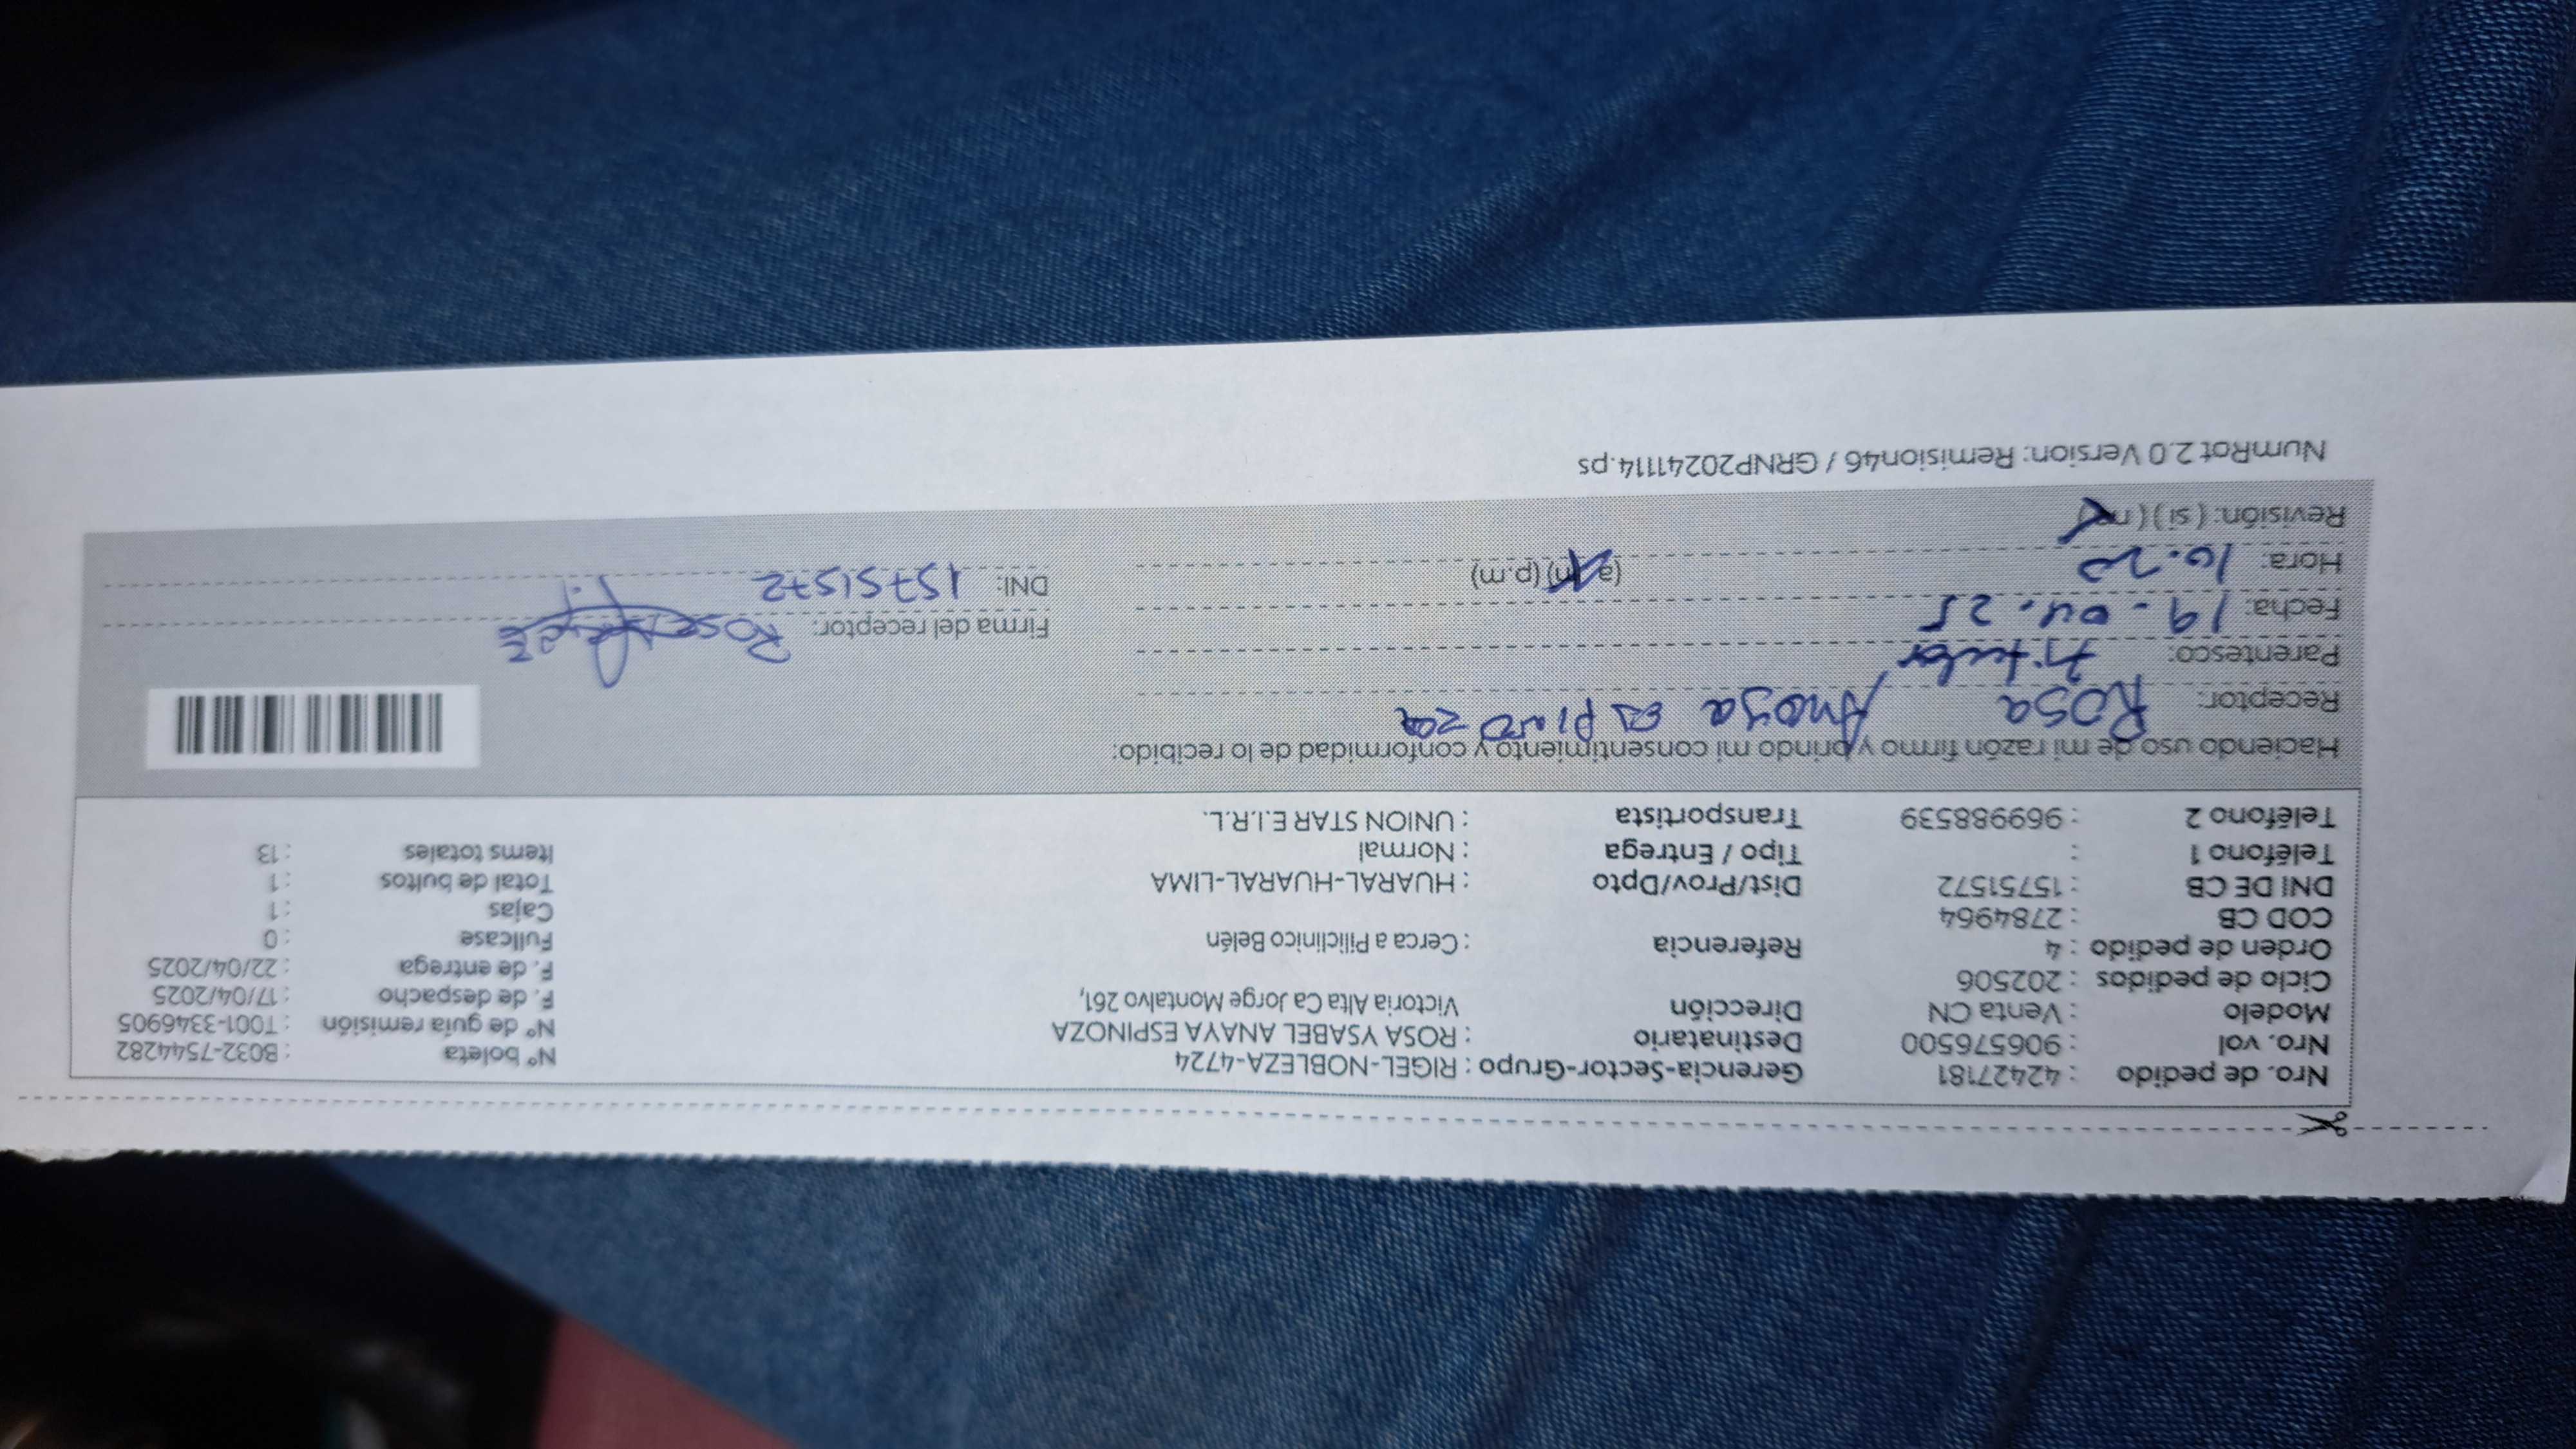 Nro. de pedido : 42427181 Gerencia-Sector-Grupo : RIGEL-NOBLEZA-4724 N° boleta : B032-7544282
Nro. vol : 906576500 Destinatario : ROSA YSABEL ANAYA ESPINOZA N° de guía remisión : T001-3346905
Modelo : Venta CN Dirección Victoria Alta Ca Jorge Montalvo 261, F. de despacho : 17/04/2025
Ciclo de pedidos : 202506 F. de entrega : 22/04/2025
Orden de pedido : 4 Referencia : Cerca a Piliclinico Belén Fullcase : 0
COD CB : 2784964 Cajas : 1
DNI DE CB : 15751572 Dist/Prov/Dpto : HUARAL-HUARAL-LIMA Total de bultos : 1
Teléfono 1 : Tipo / Entrega : Normal Items totales : 13
Teléfono 2 : 969988539 Transportista : UNION STAR E.I.R.L.
Haciendo uso de mi razón firmo y brindo mi consentimiento y conformidad de lo recibido:
Receptor: Rosa Anaya Espinoza
Parentesco: titular
Fecha: 19. 04. 25 Firma del receptor:
Hora: 10.20 (a.m) (p.m) DNI: 15751572
Revisión: (si) (no)
NumRot 2.0 Version: Remision46 / GRNP20241114.ps